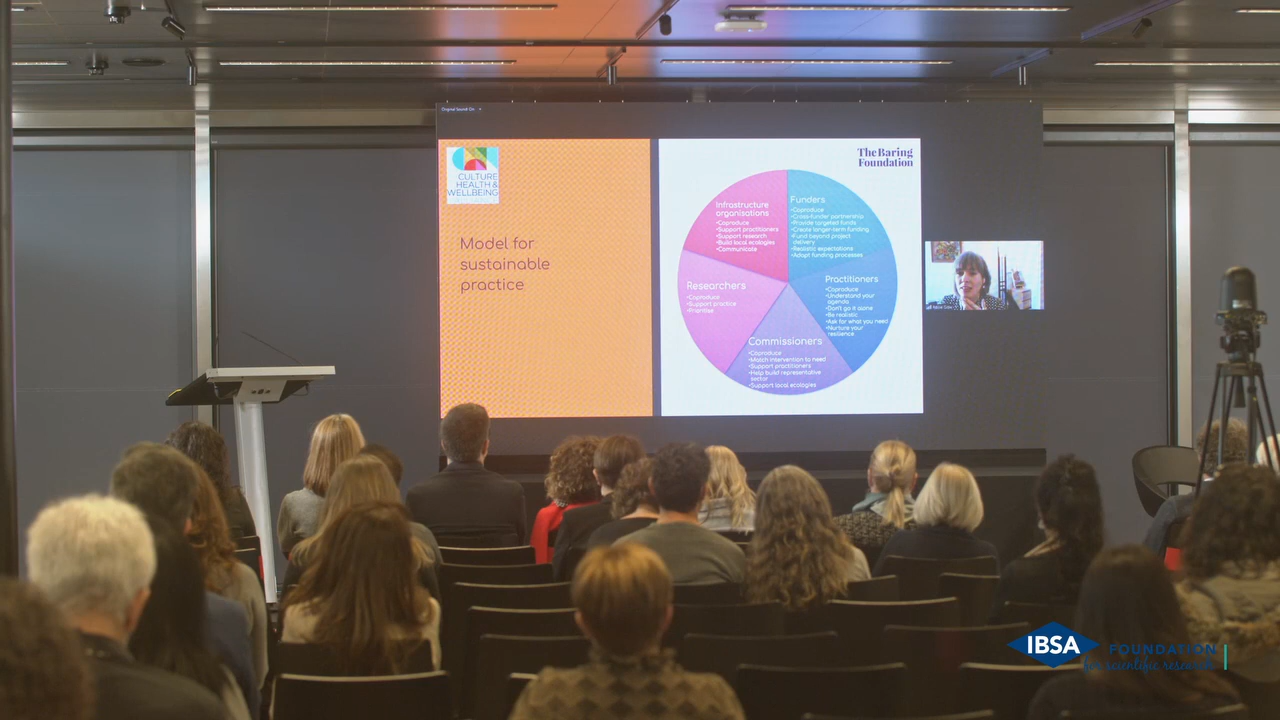 Original Sound: On
CULTURE
HEALTH &
WELLBEING
Model for
sustainable
practice
The Baring
Foundation
Infrastructure
organisations
•Coproduce
•Support practitioners
•Support research
•Build local ecologies
•Communicate
Funders
•Coproduce
•Cross-funder partnership
•Provide targeted funds
•Create longer-term funding
•Fund beyond project
delivery
•Realistic expectations
•Adapt funding processes
Researchers
•Coproduce
•Support practice
•Prioritise
Practitioners
•Coproduce
•Understand your
agenda
•Don't go it alone
•Be realistic
•Ask for what you need
•Nurture your
resilience
Commissioners
•Coproduce
•Match intervention to need
•Support practitioners
•Help build representative
sector
•Support local ecologies
IBSA FOUNDATION
for scientific research